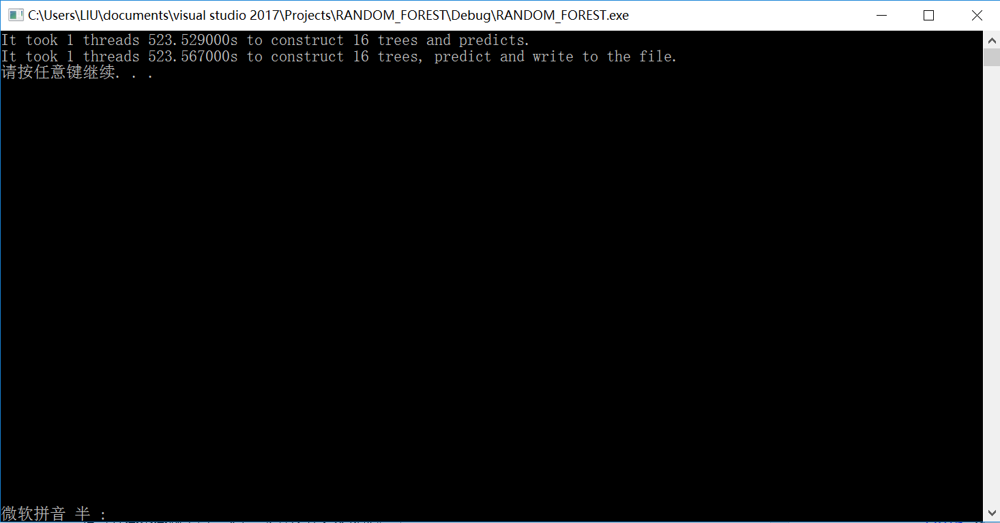 C:\Users\LIU\documents\visual studio 2017\Projects\RANDOM_FOREST\Debug\RANDOM_FOREST.exe
It took 1 threads 523.529000s to construct 16 trees and predicts.
It took 1 threads 523.567000s to construct 16 trees, predict and write to the file.
请按任意键继续. . .
微软拼音 半 :